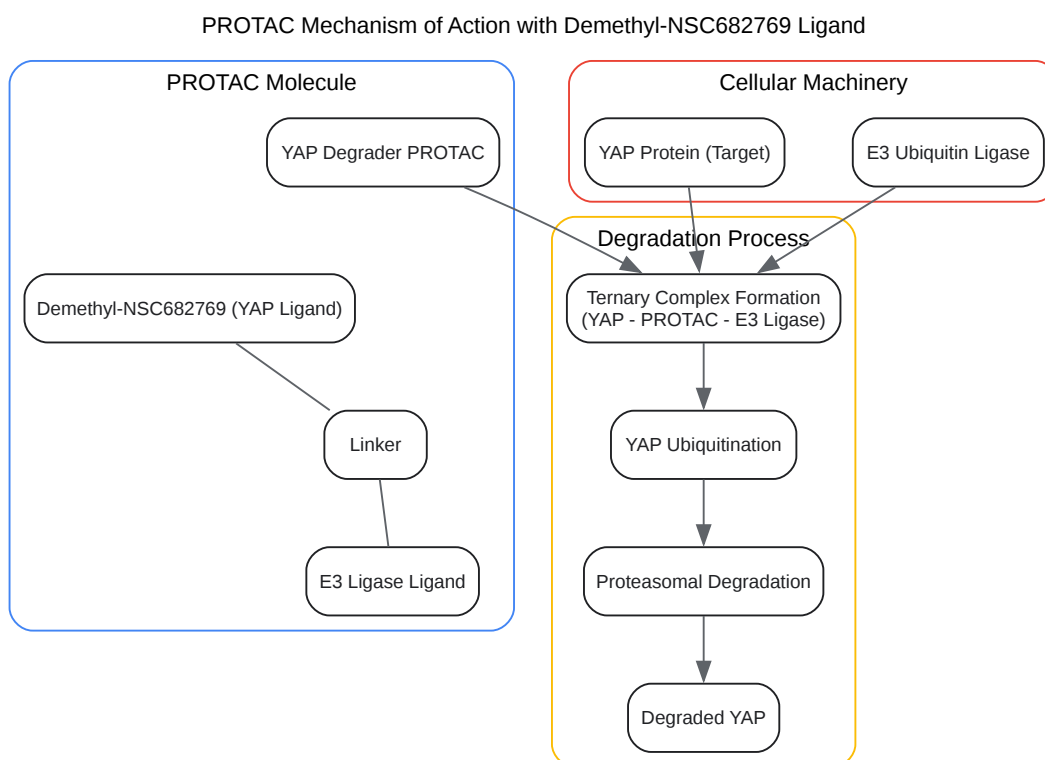 PROTAC Mechanism of Action with Demethyl-NSC682769 Ligand
PROTAC Molecule
YAP Degrader PROTAC
Demethyl-NSC682769 (YAP Ligand)
Linker
E3 Ligase Ligand
Cellular Machinery
YAP Protein (Target)
E3 Ubiquitin Ligase
Degradation Process
Ternary Complex Formation
(YAP - PROTAC - E3 Ligase)
YAP Ubiquitination
Proteasomal Degradation
Degraded YAP